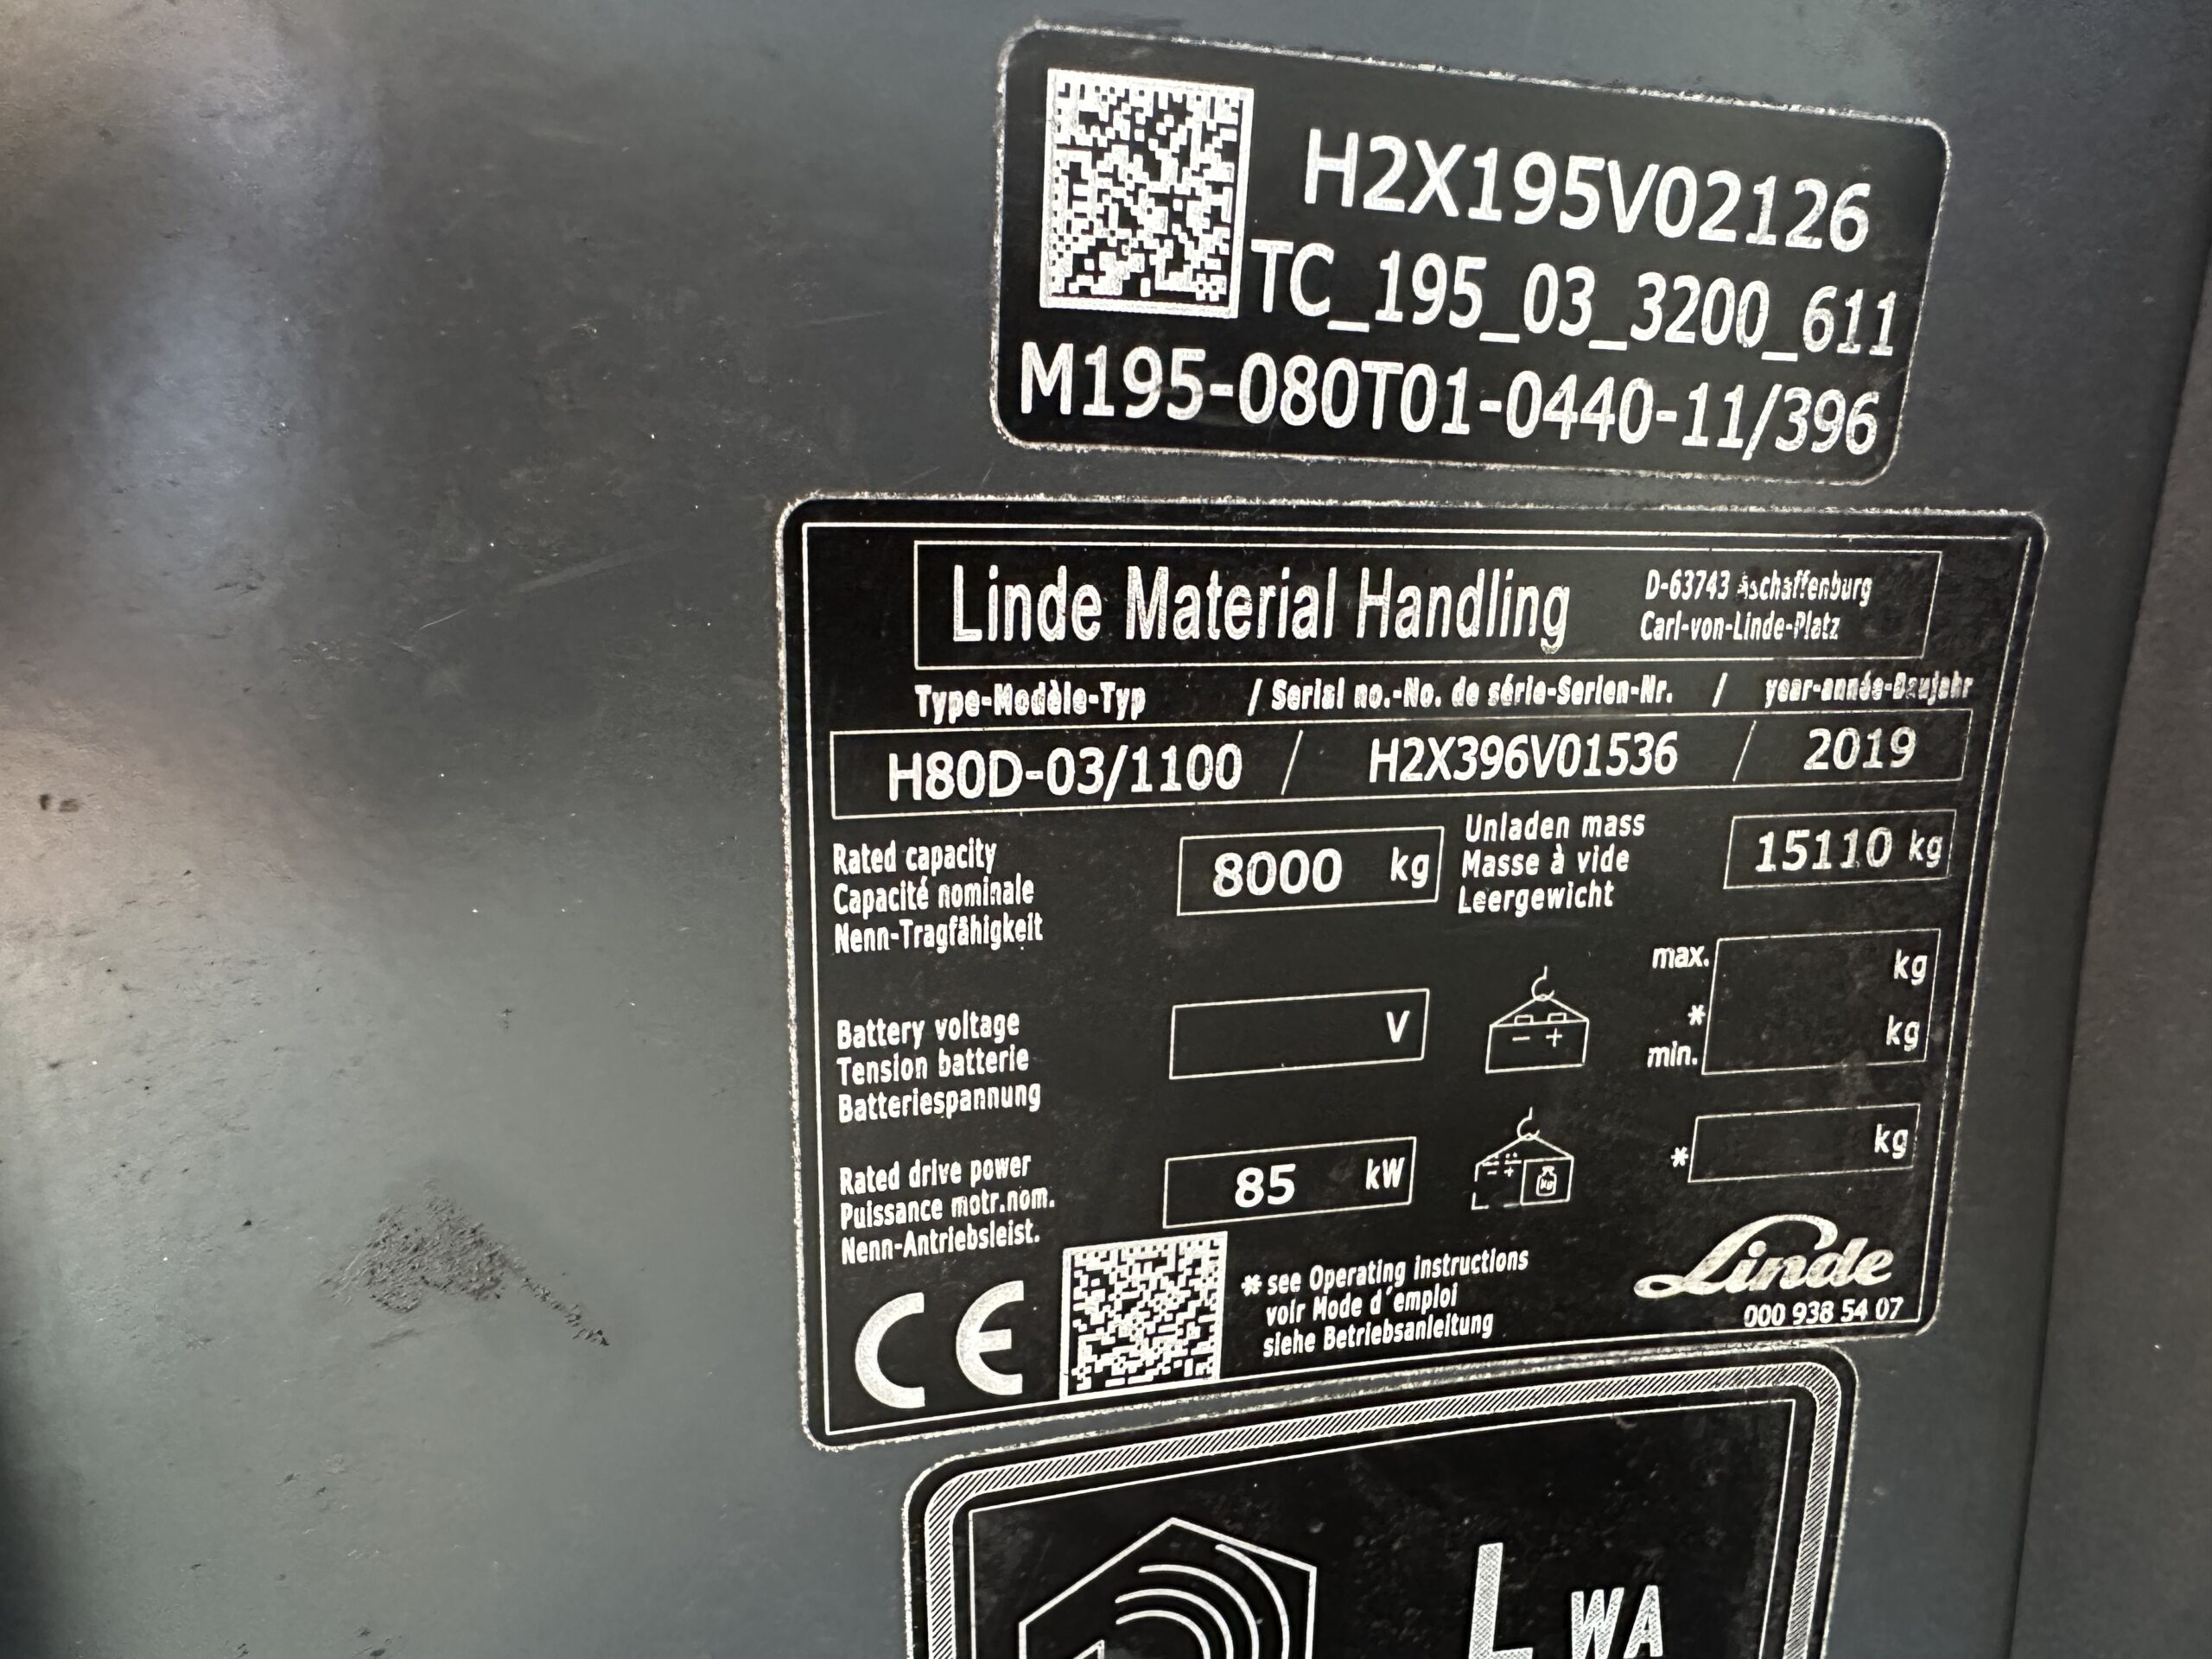 H2X195V02126
TC_195_03_3200_611
M195-080T01-0440-11/396
Linde Material Handling
D-63743 Aschaffenburg
Carl-von-Linde-Platz
Type-Modèle-Typ / Serial no.-No. de série-Serien-Nr. / year-année-Baujahr
H80D-03/1100 / H2X396V01536 / 2019
Rated capacity
Capacité nominale
Nenn-Tragfähigkeit
8000 kg
Unladen mass
Masse à vide
Leergewicht
15110 kg
Battery voltage
Tension batterie
Batteriespannung
V
- +
max. kg
*
min. kg
Rated drive power
Puissance motr.nom.
Nenn-Antriebsleist.
85 kW
Kg
* kg
CE
* see Operating instructions
voir Mode d'emploi
siehe Betriebsanleitung
Linde
000 938 54 07
LWA